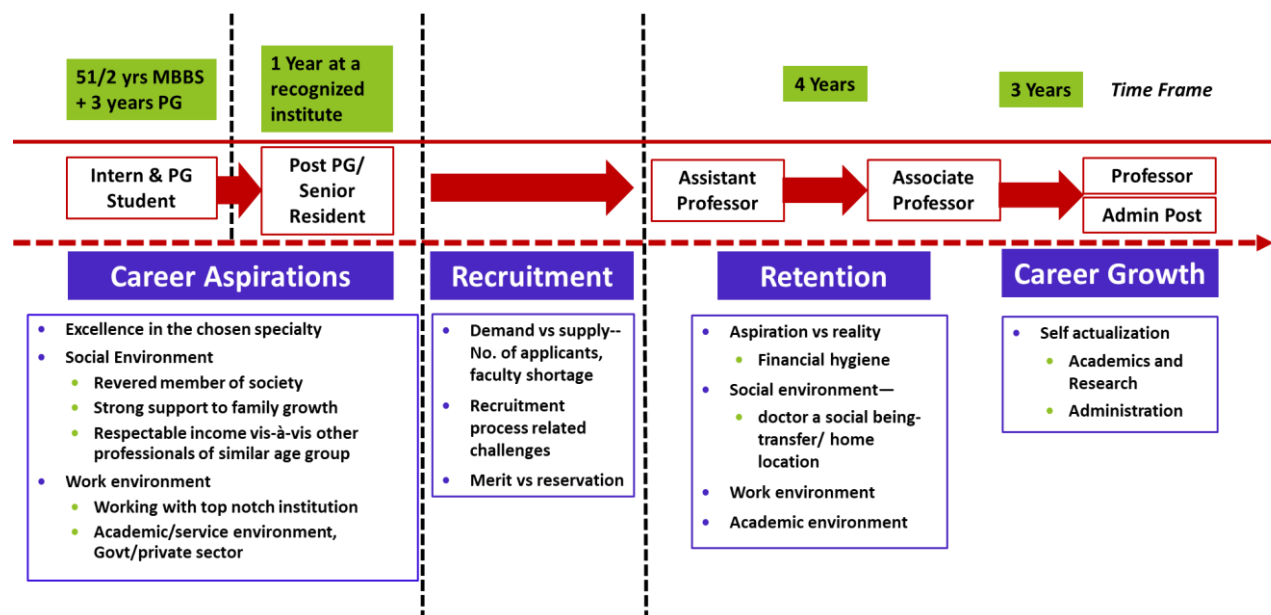 51/2 yrs MBBS
+ 3 years PG
1 Year at a
recognized
institute
4 Years
3 Years
Time Frame
Intern & PG
Student
Post PG/
Senior
Resident
Assistant
Professor
Associate
Professor
Professor
Admin Post
Career Aspirations
Recruitment
Retention
Career Growth
• Excellence in the chosen specialty
• Social Environment
• Revered member of society
• Strong support to family growth
• Respectable income vis-à-vis other
professionals of similar age group
• Work environment
• Working with top notch institution
• Academic/service environment,
Govt/private sector
• Demand vs supply--
No. of applicants,
faculty shortage
• Recruitment
process related
challenges
• Merit vs reservation
• Aspiration vs reality
• Financial hygiene
• Social environment—
• doctor a social being-
transfer/ home
location
• Work environment
• Academic environment
• Self actualization
• Academics and
Research
• Administration